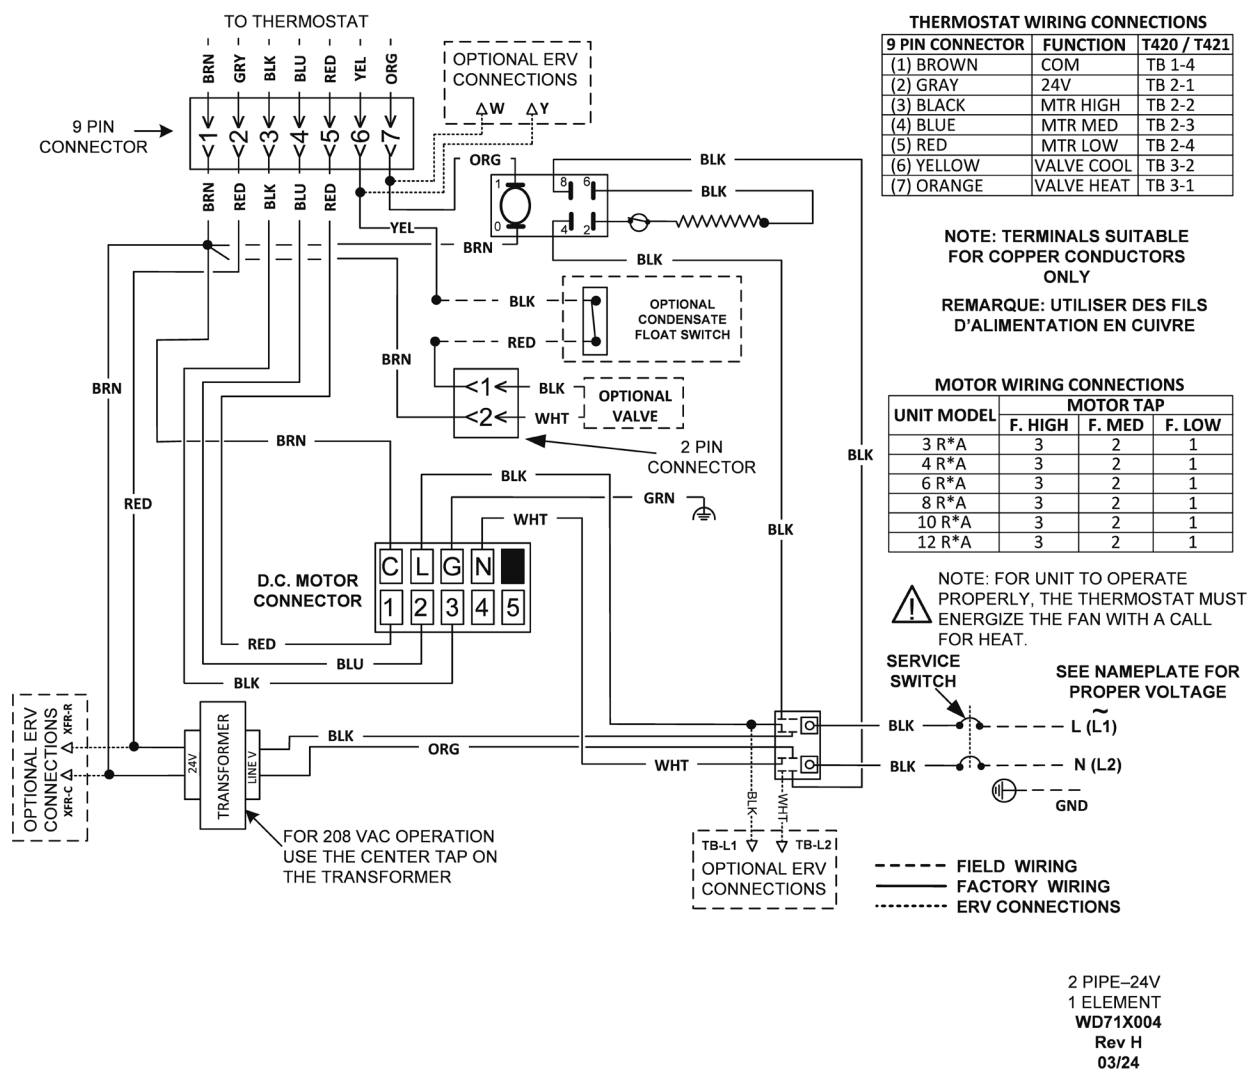 TO THERMOSTAT
BRN GRY BLK BLU RED YEL ORG
1 2 3 4 5 6 7
9 PIN
CONNECTOR
BRN RED BLK BLU RED
OPTIONAL ERV
CONNECTIONS
W Y
ORG
YEL
BRN
1 0 8 6 4 2
BLK
BLK
BLK
BLK
RED
OPTIONAL
CONDENSATE
FLOAT SWITCH
BRN
1 BLK
2 WHT
OPTIONAL
VALVE
2 PIN
CONNECTOR
BRN
BRN
RED
BLK
GRN
WHT
BLK
BLK
D.C. MOTOR
CONNECTOR
C L G N
1 2 3 4 5
RED
BLU
BLK
OPTIONAL ERV
CONNECTIONS
XFR-R
XFR-C
24V
TRANSFORMER
LINE V
BLK
ORG
WHT
FOR 208 VAC OPERATION
USE THE CENTER TAP ON
THE TRANSFORMER
BLK WHT
TB-L1 TB-L2
OPTIONAL ERV
CONNECTIONS
THERMOSTAT WIRING CONNECTIONS
9 PIN CONNECTOR FUNCTION T420 / T421
(1) BROWN COM TB 1-4
(2) GRAY 24V TB 2-1
(3) BLACK MTR HIGH TB 2-2
(4) BLUE MTR MED TB 2-3
(5) RED MTR LOW TB 2-4
(6) YELLOW VALVE COOL TB 3-2
(7) ORANGE VALVE HEAT TB 3-1
NOTE: TERMINALS SUITABLE
FOR COPPER CONDUCTORS
ONLY
REMARQUE: UTILISER DES FILS
D'ALIMENTATION EN CUIVRE
MOTOR WIRING CONNECTIONS
UNIT MODEL MOTOR TAP
F. HIGH F. MED F. LOW
3 R*A 3 2 1
4 R*A 3 2 1
6 R*A 3 2 1
8 R*A 3 2 1
10 R*A 3 2 1
12 R*A 3 2 1
! NOTE: FOR UNIT TO OPERATE
PROPERLY, THE THERMOSTAT MUST
ENERGIZE THE FAN WITH A CALL
FOR HEAT.
SERVICE
SWITCH
SEE NAMEPLATE FOR
PROPER VOLTAGE
~
BLK L (L1)
BLK N (L2)
GND
FIELD WIRING
FACTORY WIRING
ERV CONNECTIONS
2 PIPE–24V
1 ELEMENT
WD71X004
Rev H
03/24